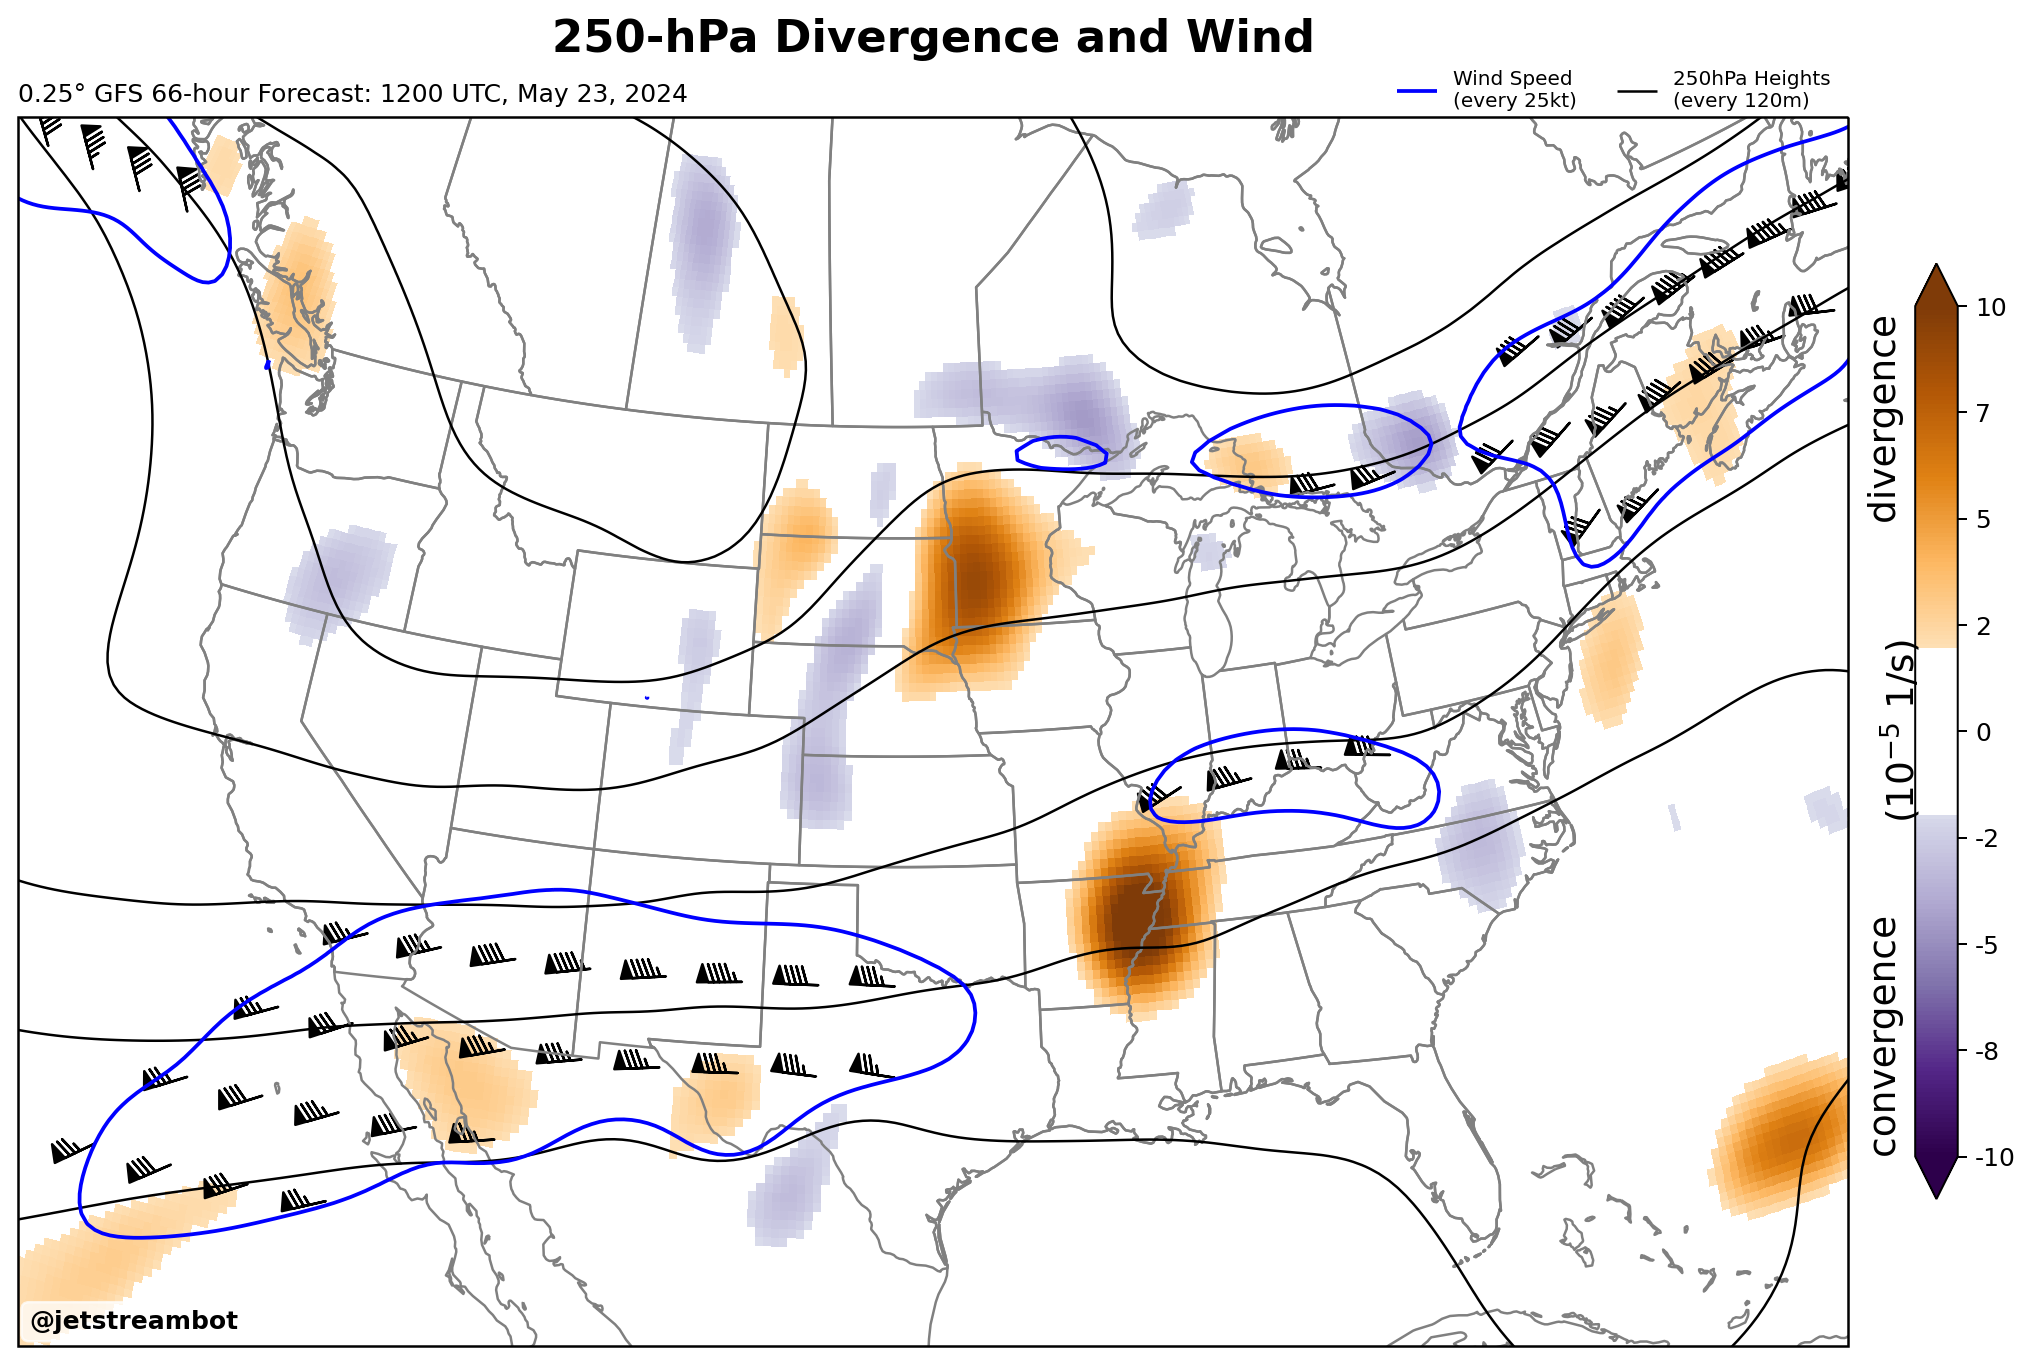 250-hPa Divergence and Wind
0.25° GFS 66-hour Forecast: 1200 UTC, May 23, 2024
Wind Speed
(every 25kt)
250hPa Heights
(every 120m)
divergence
(10⁻⁵ 1/s)
convergence
10
7
5
2
0
-2
-5
-8
-10
@jetstreambot